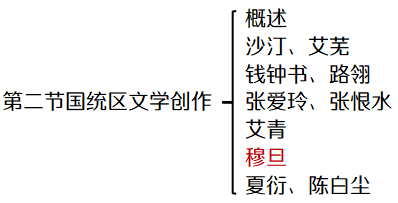 第二节国统区文学创作
概述
沙汀、艾芜
钱钟书、路翎
张爱玲、张恨水
艾青
穆旦
夏衍、陈白尘